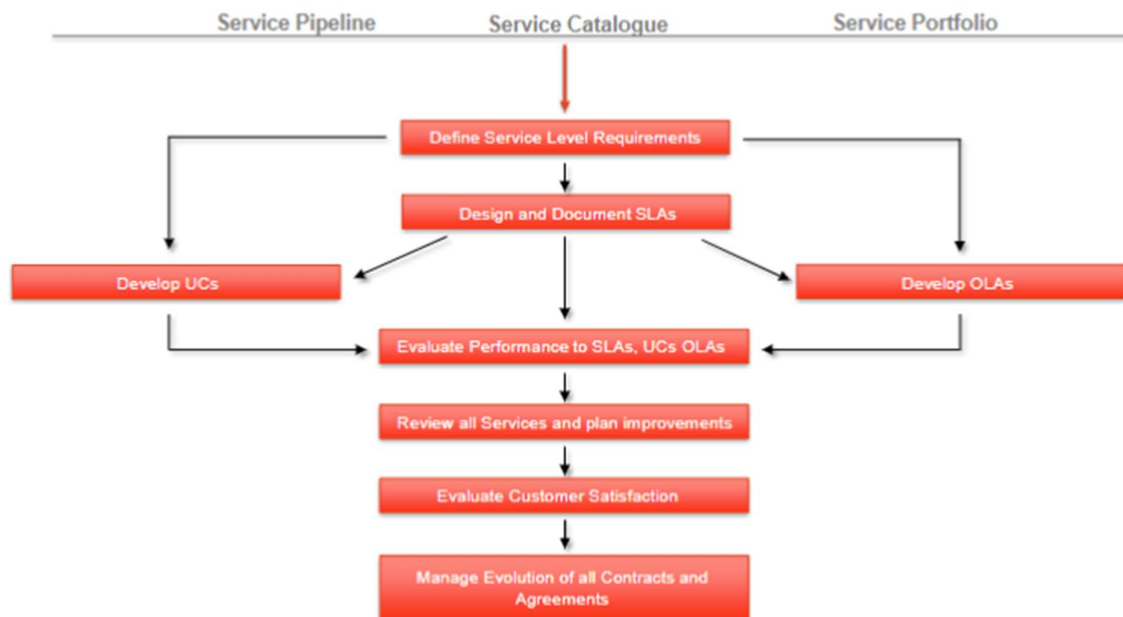 Service Pipeline
Service Catalogue
Service Portfolio
Define Service Level Requirements
Design and Document SLAs
Develop UCs
Develop OLAs
Evaluate Performance to SLAs, UCs OLAs
Review all Services and plan improvements
Evaluate Customer Satisfaction
Manage Evolution of all Contracts and
Agreements